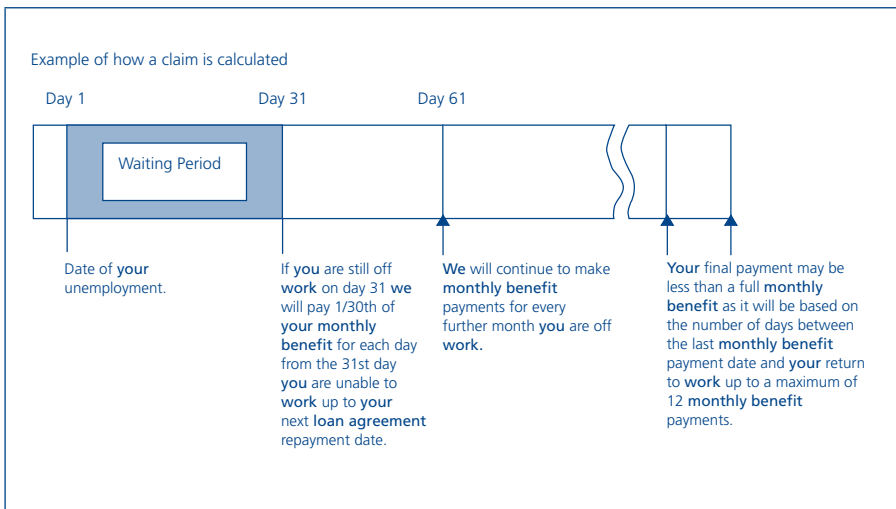 Example of how a claim is calculated
Day 1
Day 31
Day 61
Waiting Period
Date of your
unemployment.
If you are still off
work on day 31 we
will pay 1/30th of
your monthly
benefit for each day
from the 31st day
you are unable to
work up to your
next loan agreement
repayment date.
We will continue to make
monthly benefit
payments for every
further month you are off
work.
Your final payment may be
less than a full monthly
benefit as it will be based on
the number of days between
the last monthly benefit
payment date and your return
to work up to a maximum of
12 monthly benefit
payments.